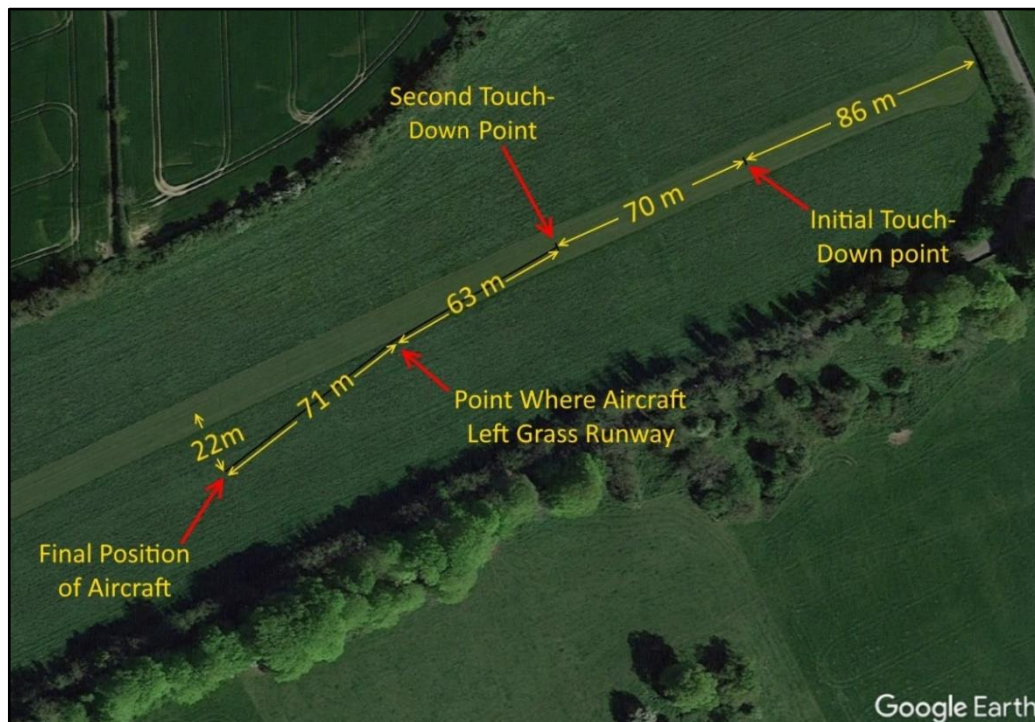 Second Touch-
Down Point
86 m
70 m
Initial Touch-
Down point
63 m
71 m
Point Where Aircraft
Left Grass Runway
22m
Final Position
of Aircraft
Google Earth